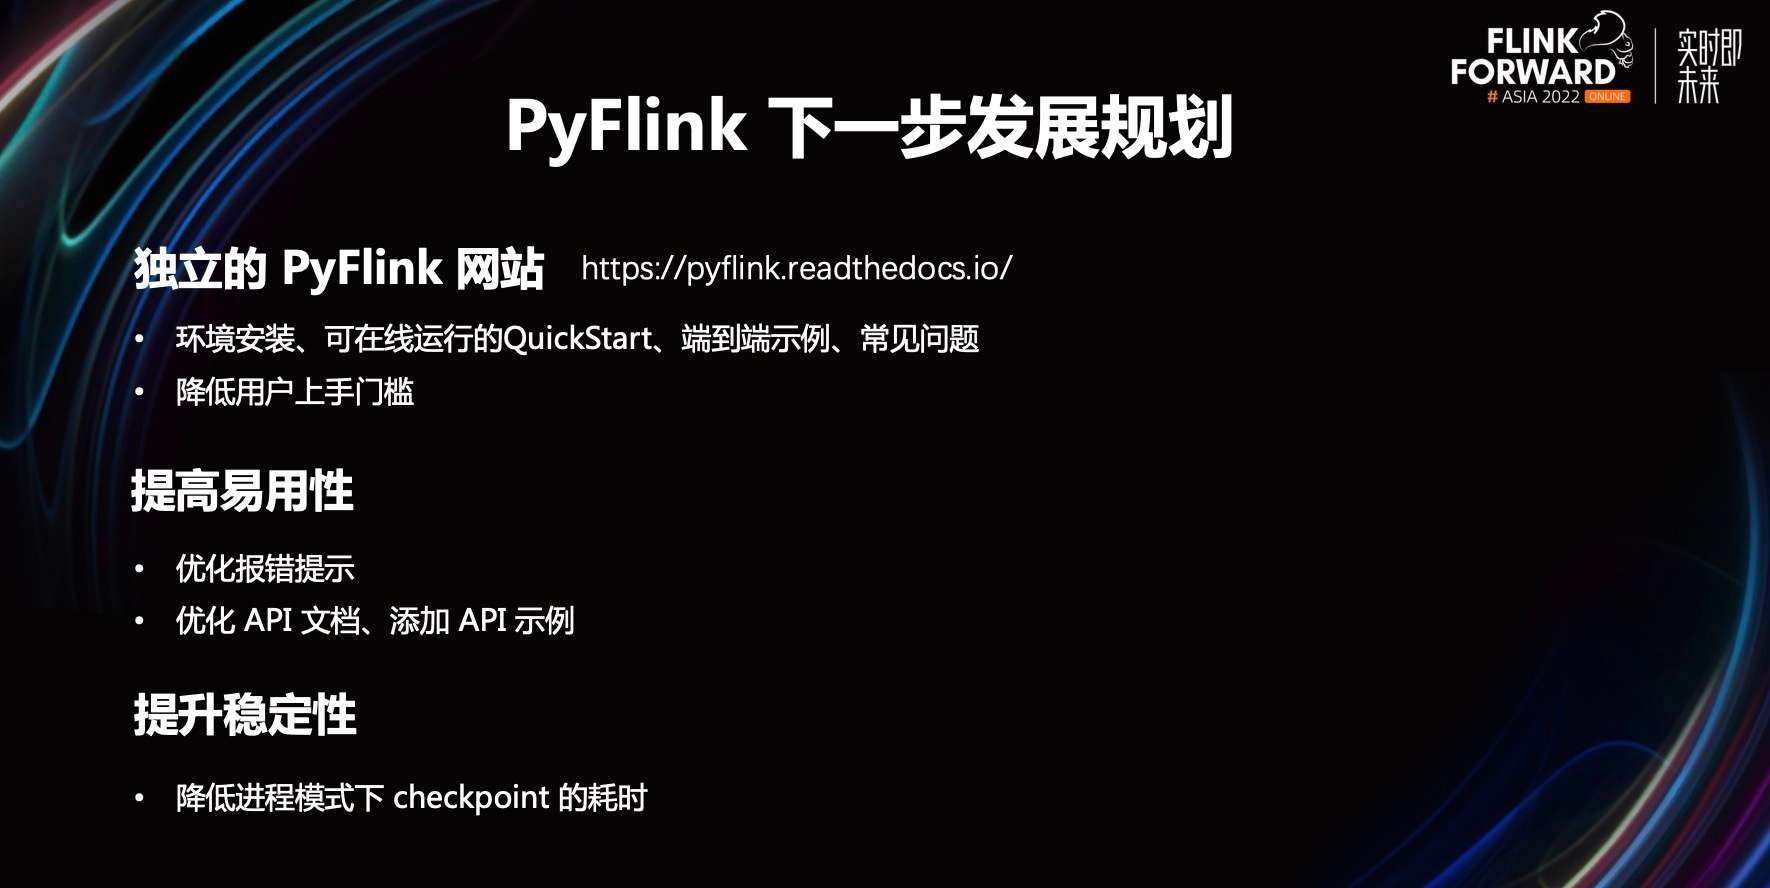 FLINK
FORWARD
# ASIA 2022 ONLINE
实时即
未来
PyFlink 下一步发展规划
独立的 PyFlink 网站 https://pyflink.readthedocs.io/
• 环境安装、可在线运行的QuickStart、端到端示例、常见问题
• 降低用户上手门槛
提高易用性
• 优化报错提示
• 优化 API 文档、添加 API 示例
提升稳定性
• 降低进程模式下 checkpoint 的耗时